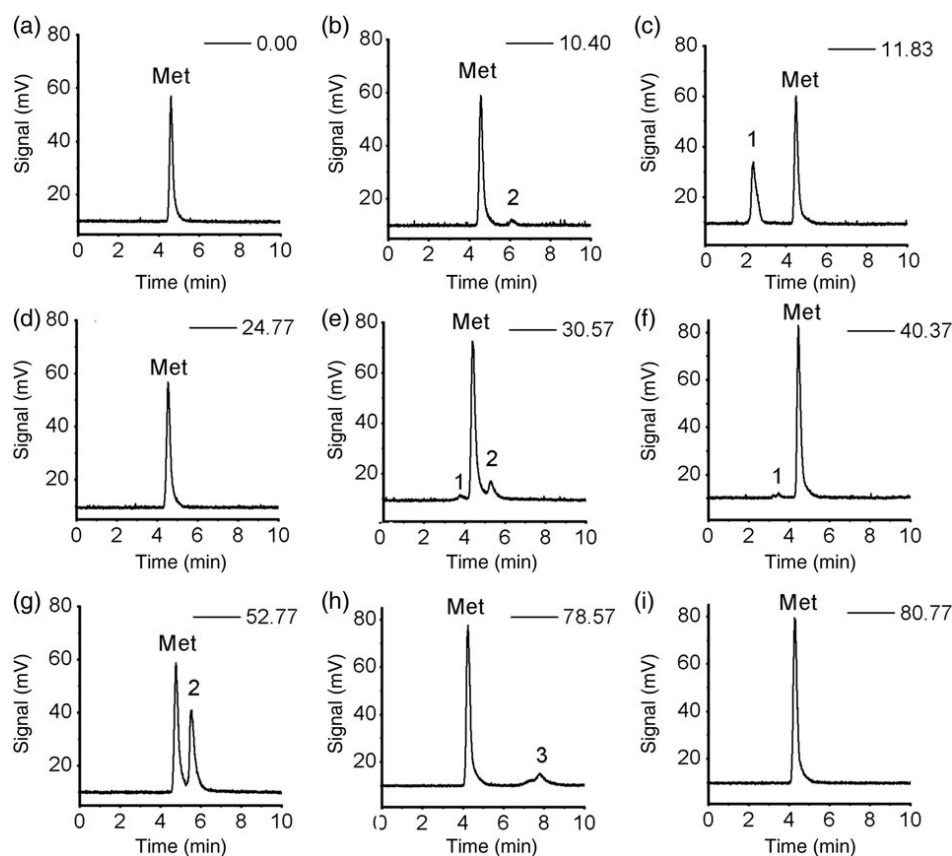 (a) 0.00
Met
80
60
40
20
Signal (mV)
0 2 4 6 8 10
Time (min)
(b) 10.40
Met
2
80
60
40
20
Signal (mV)
0 2 4 6 8 10
Time (min)
(c) 11.83
Met
1
80
60
40
20
Signal (mV)
0 2 4 6 8 10
Time (min)
(d) 24.77
Met
80
60
40
20
Signal (mV)
0 2 4 6 8 10
Time (min)
(e) 30.57
Met
1 2
80
60
40
20
Signal (mV)
0 2 4 6 8 10
Time (min)
(f) 40.37
Met
1
80
60
40
20
Signal (mV)
0 2 4 6 8 10
Time (min)
(g) 52.77
Met
2
80
60
40
20
Signal (mV)
0 2 4 6 8 10
Time (min)
(h) 78.57
Met
3
80
60
40
20
Signal (mV)
0 2 4 6 8 10
Time (min)
(i) 80.77
Met
80
60
40
20
Signal (mV)
0 2 4 6 8 10
Time (min)